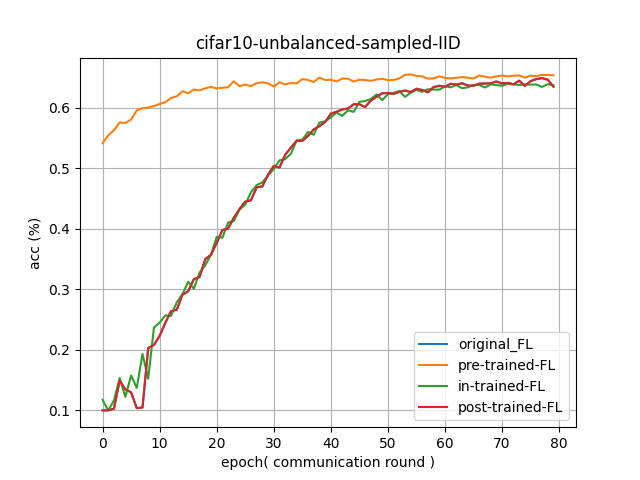 cifar10-unbalanced-sampled-IID
acc (%)
0.6
0.5
0.4
0.3
0.2
0.1
original_FL
pre-trained-FL
in-trained-FL
post-trained-FL
0 10 20 30 40 50 60 70 80
epoch( communication round )